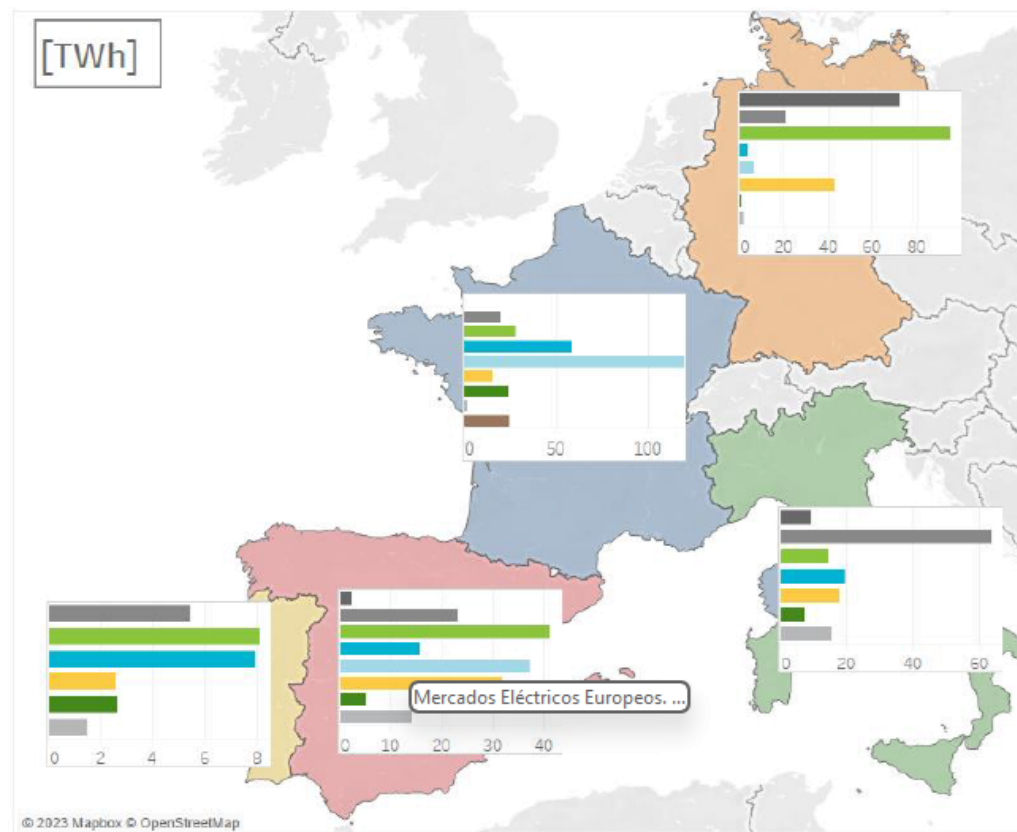 [TWh]
0 20 40 60 80
0 50 100
0 20 40 60
0 2 4 6 8
0 10 20 30 40
Mercados Eléctricos Europeos. ...
© 2023 Mapbox © OpenStreetMap